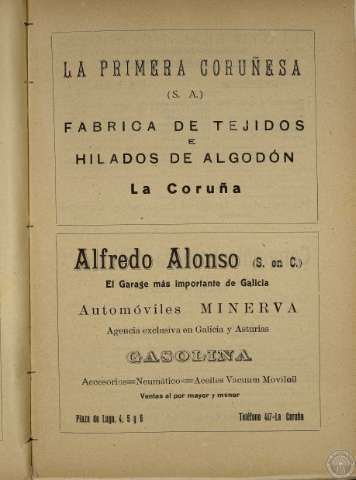 LA PRIMERA CORUÑESA
(S. A.)
FABRICA DE TEJIDOS
E
HILADOS DE ALGODÓN
La Coruña
Alfredo Alonso (S. en C.)
El Garage más importante de Galicia
Automóviles MINERVA
Agencia exclusiva en Galicia y Asturias
GASOLINA
Accesorios=Neumático=Aceites Vacuum Moviloil
Ventas al por mayor y menor
Plaza de Lugo, 4, 5 y 6 Teléfono 417-La Coruña